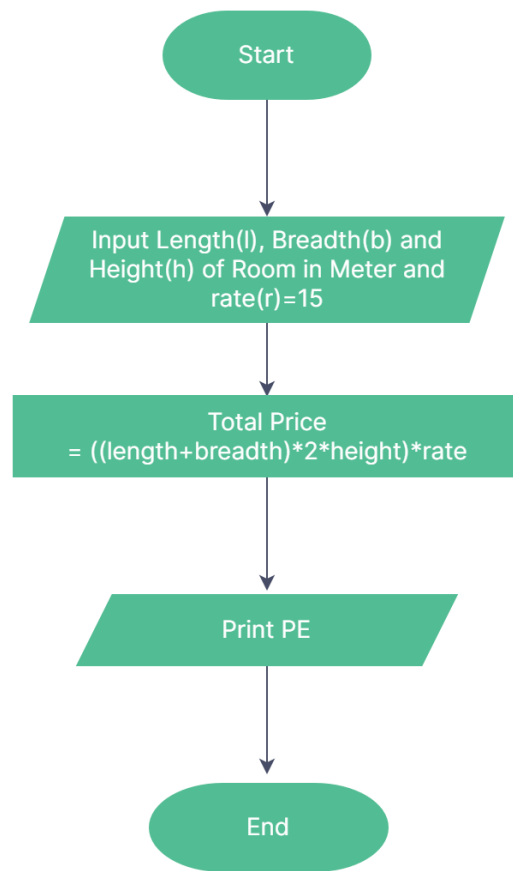 Start
Input Length(l), Breadth(b) and
Height(h) of Room in Meter and
rate(r)=15
Total Price
= ((length+breadth)*2*height)*rate
Print PE
End